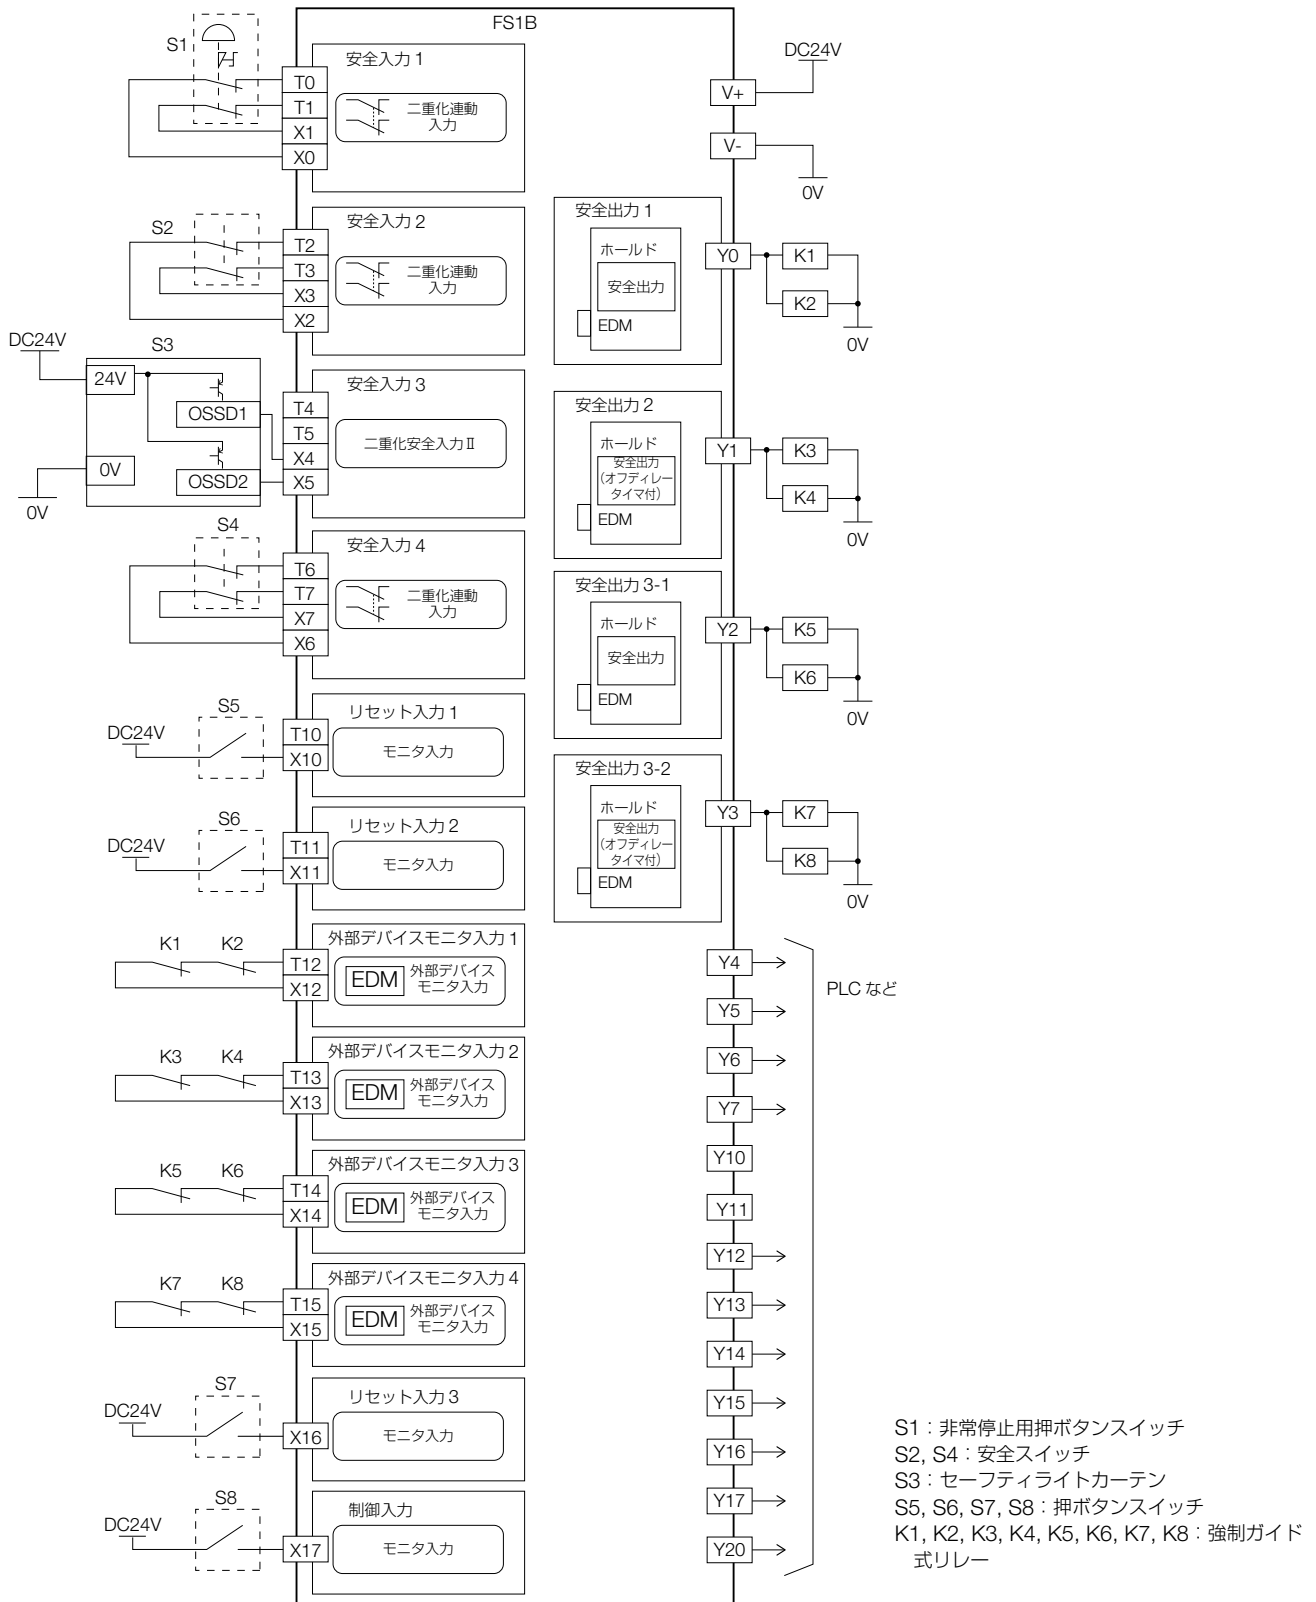 FS1B
S1
安全入力 1
T0
T1
X1
X0
二重化連動
入力
DC24V
V+
V-
0V
S2
安全入力 2
T2
T3
X3
X2
二重化連動
入力
安全出力 1
ホールド
安全出力
EDM
Y0
K1
K2
0V
DC24V
S3
24V
OSSD1
0V
OSSD2
0V
安全入力 3
T4
T5
X4
X5
二重化安全入力Ⅱ
安全出力 2
ホールド
安全出力
(オフディレー
タイマ付)
EDM
Y1
K3
K4
0V
S4
安全入力 4
T6
T7
X7
X6
二重化連動
入力
安全出力 3-1
ホールド
安全出力
EDM
Y2
K5
K6
0V
S5
DC24V
リセット入力 1
T10
X10
モニタ入力
安全出力 3-2
ホールド
安全出力
(オフディレー
タイマ付)
EDM
Y3
K7
K8
0V
S6
DC24V
リセット入力 2
T11
X11
モニタ入力
K1 K2
外部デバイスモニタ入力 1
T12
X12
EDM
外部デバイス
モニタ入力
K3 K4
外部デバイスモニタ入力 2
T13
X13
EDM
外部デバイス
モニタ入力
K5 K6
外部デバイスモニタ入力 3
T14
X14
EDM
外部デバイス
モニタ入力
K7 K8
外部デバイスモニタ入力 4
T15
X15
EDM
外部デバイス
モニタ入力
S7
DC24V
リセット入力 3
X16
モニタ入力
S8
DC24V
制御入力
X17
モニタ入力
Y4
Y5
Y6
Y7
Y10
Y11
Y12
Y13
Y14
Y15
Y16
Y17
Y20
PLC など
S1：非常停止用押ボタンスイッチ
S2, S4：安全スイッチ
S3：セーフティライトカーテン
S5, S6, S7, S8：押ボタンスイッチ
K1, K2, K3, K4, K5, K6, K7, K8：強制ガイド
式リレー